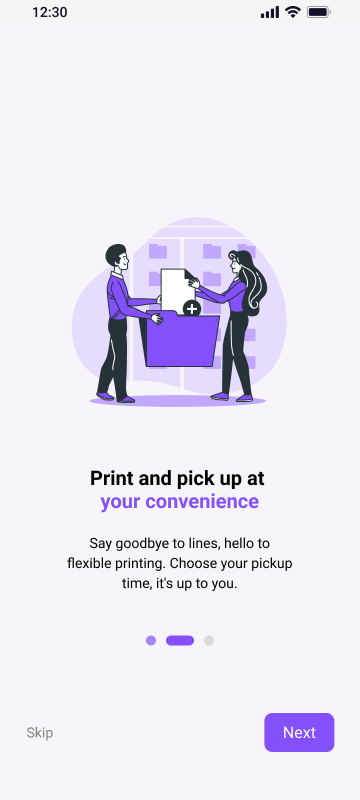 12:30
Print and pick up at
your convenience
Say goodbye to lines, hello to
flexible printing. Choose your pickup
time, it's up to you.
Skip
Next